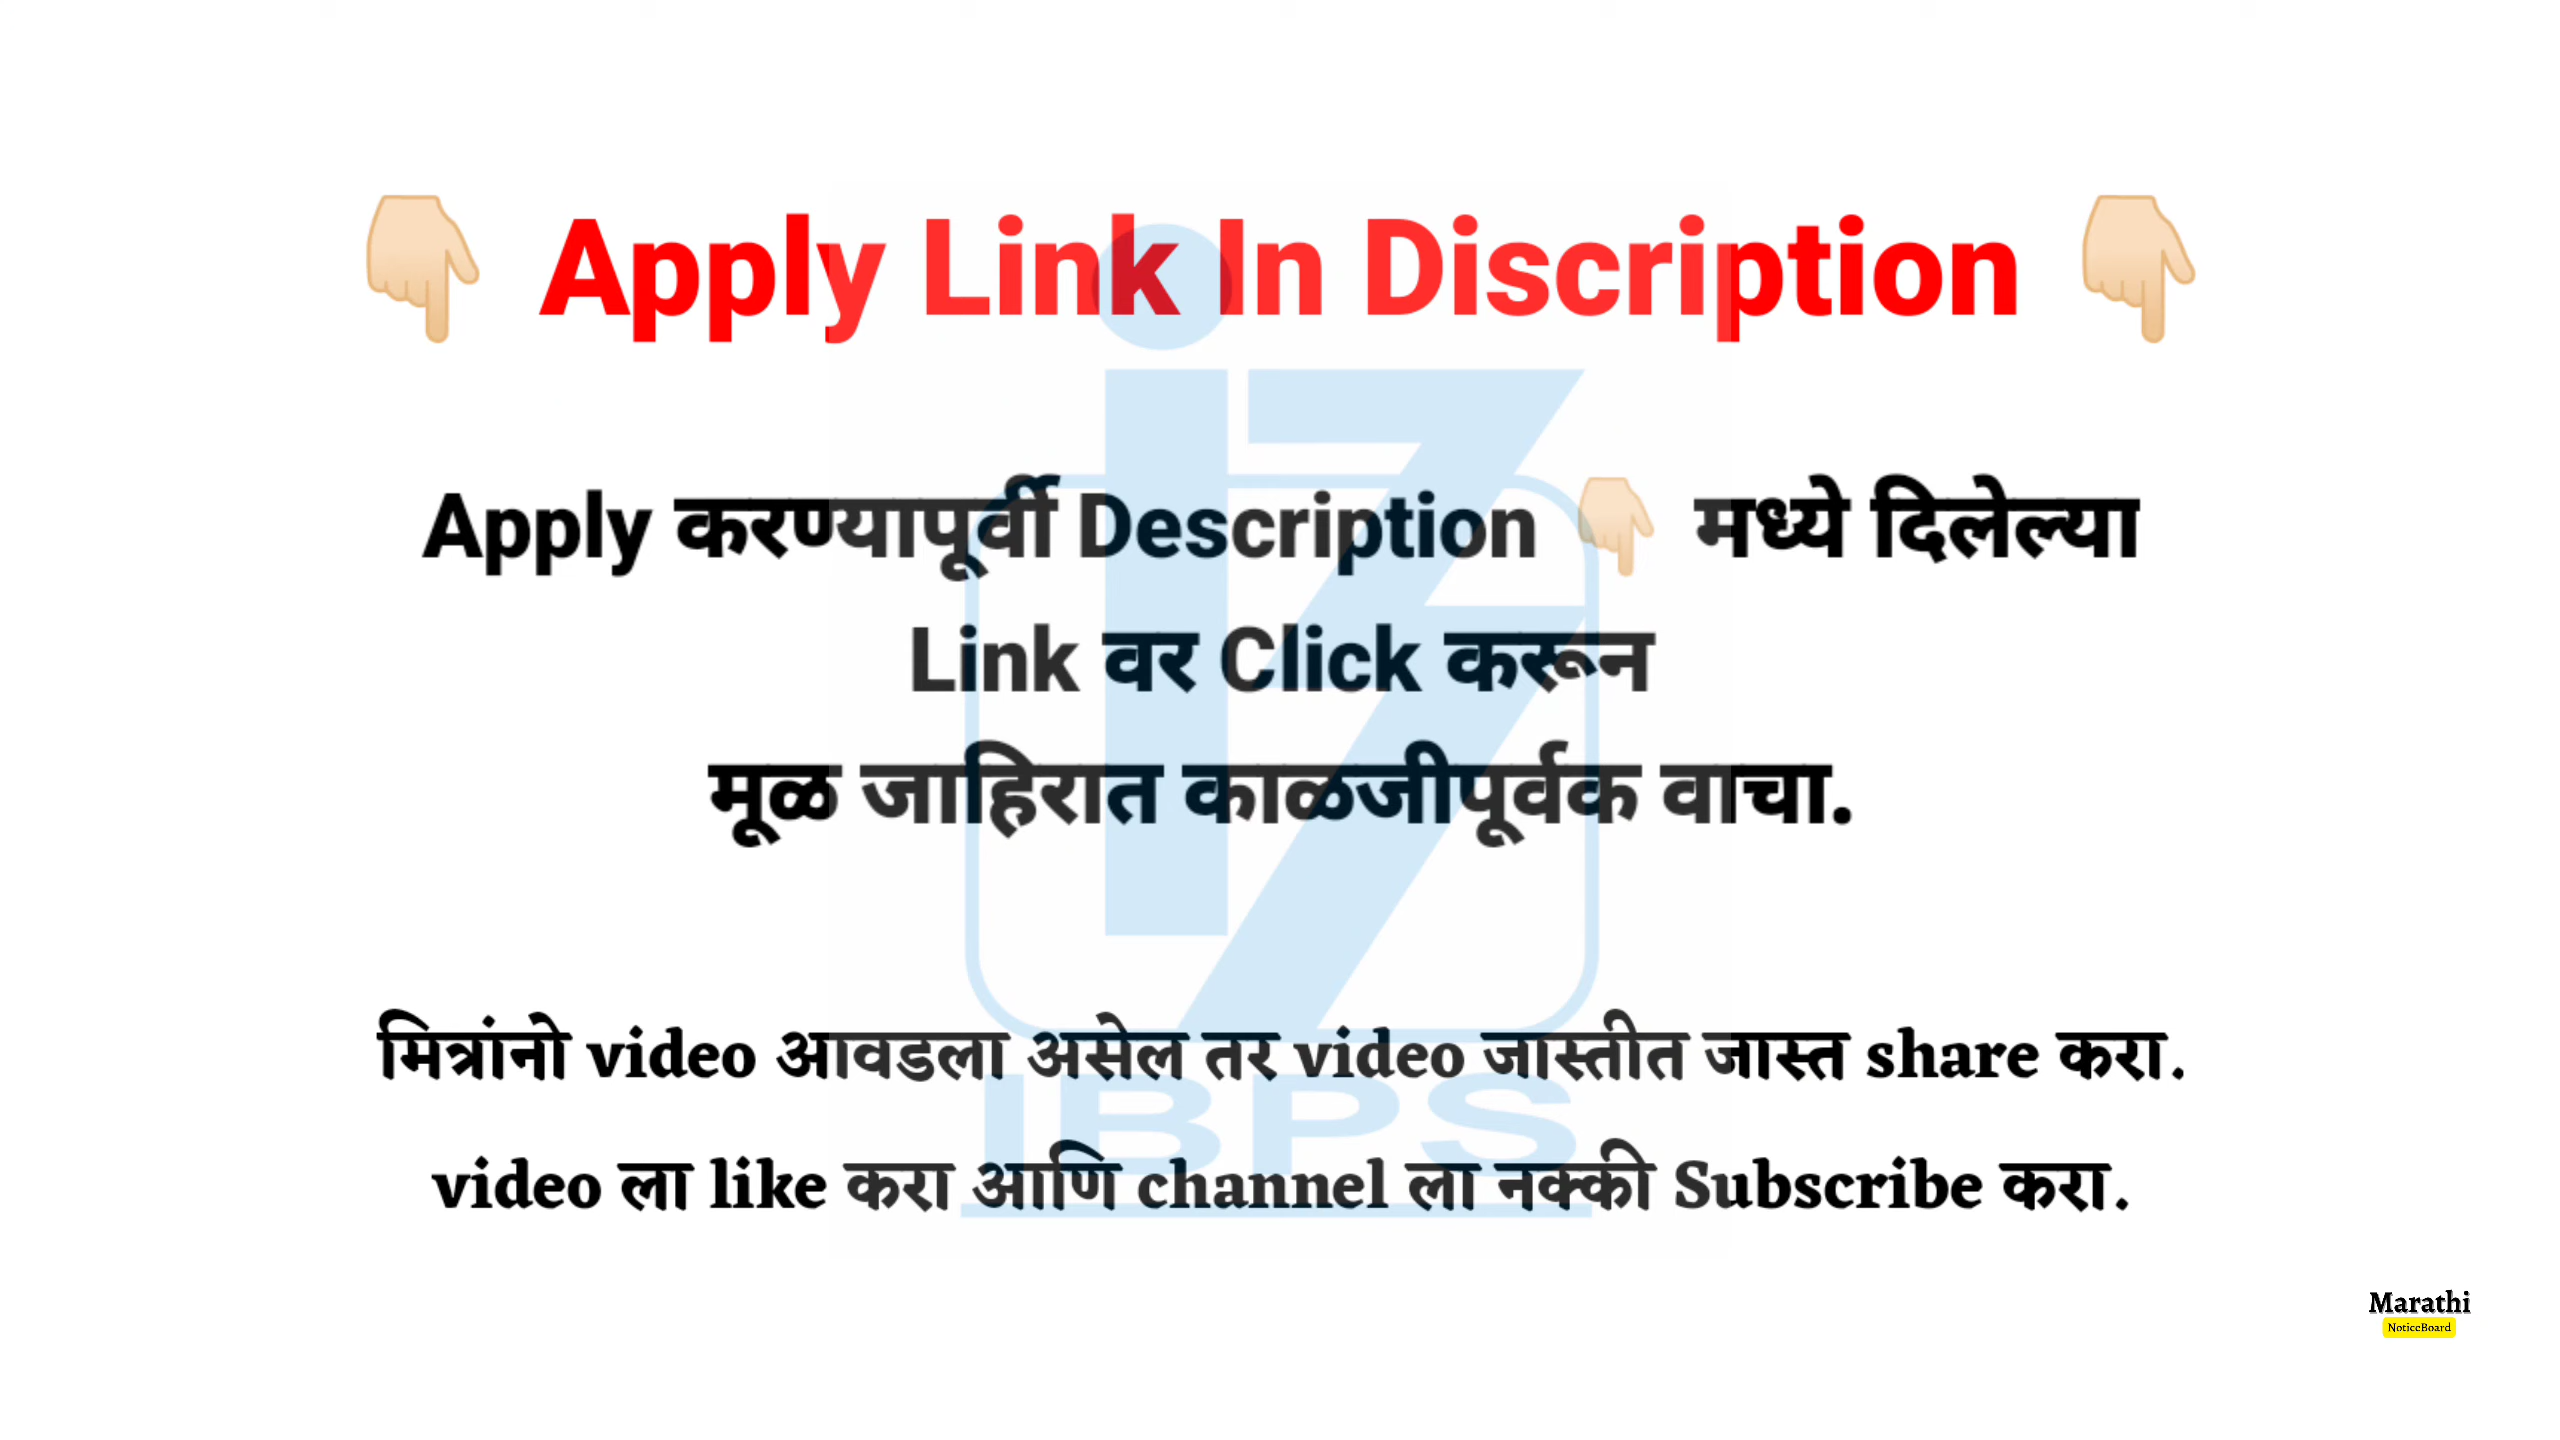 👇🏻 Apply Link In Discription 👇🏻
Apply करण्यापूर्वी Description 👇🏻 मध्ये दिलेल्या
Link वर Click करून
मूळ जाहिरात काळजीपूर्वक वाचा.
मित्रांनो video आवडला असेल तर video जास्तीत जास्त share करा.
IBPS
video ला like करा आणि channel ला नक्की Subscribe करा.
Marathi
NoticeBoard